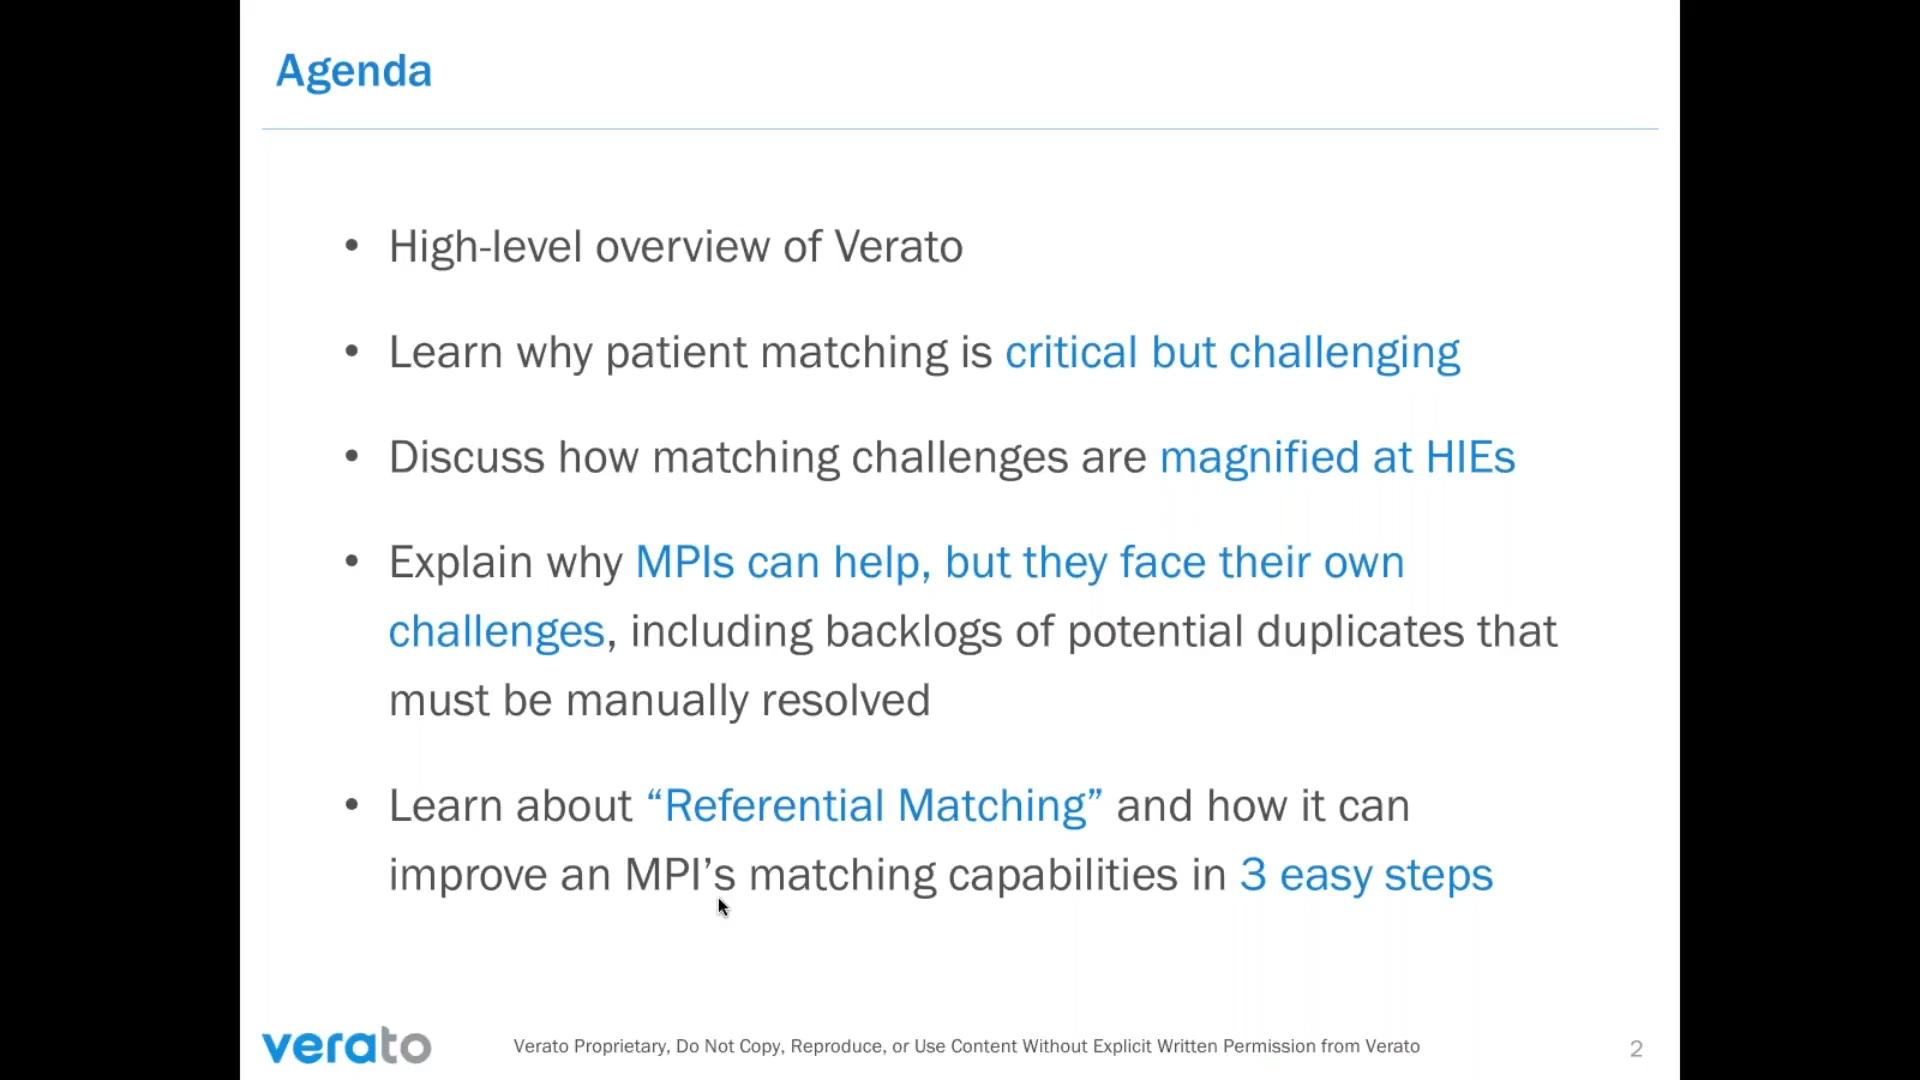 Agenda
• High-level overview of Verato
• Learn why patient matching is critical but challenging
• Discuss how matching challenges are magnified at HIEs
• Explain why MPIs can help, but they face their own
challenges, including backlogs of potential duplicates that
must be manually resolved
• Learn about “Referential Matching” and how it can
improve an MPI’s matching capabilities in 3 easy steps
verato
Verato Proprietary, Do Not Copy, Reproduce, or Use Content Without Explicit Written Permission from Verato
2